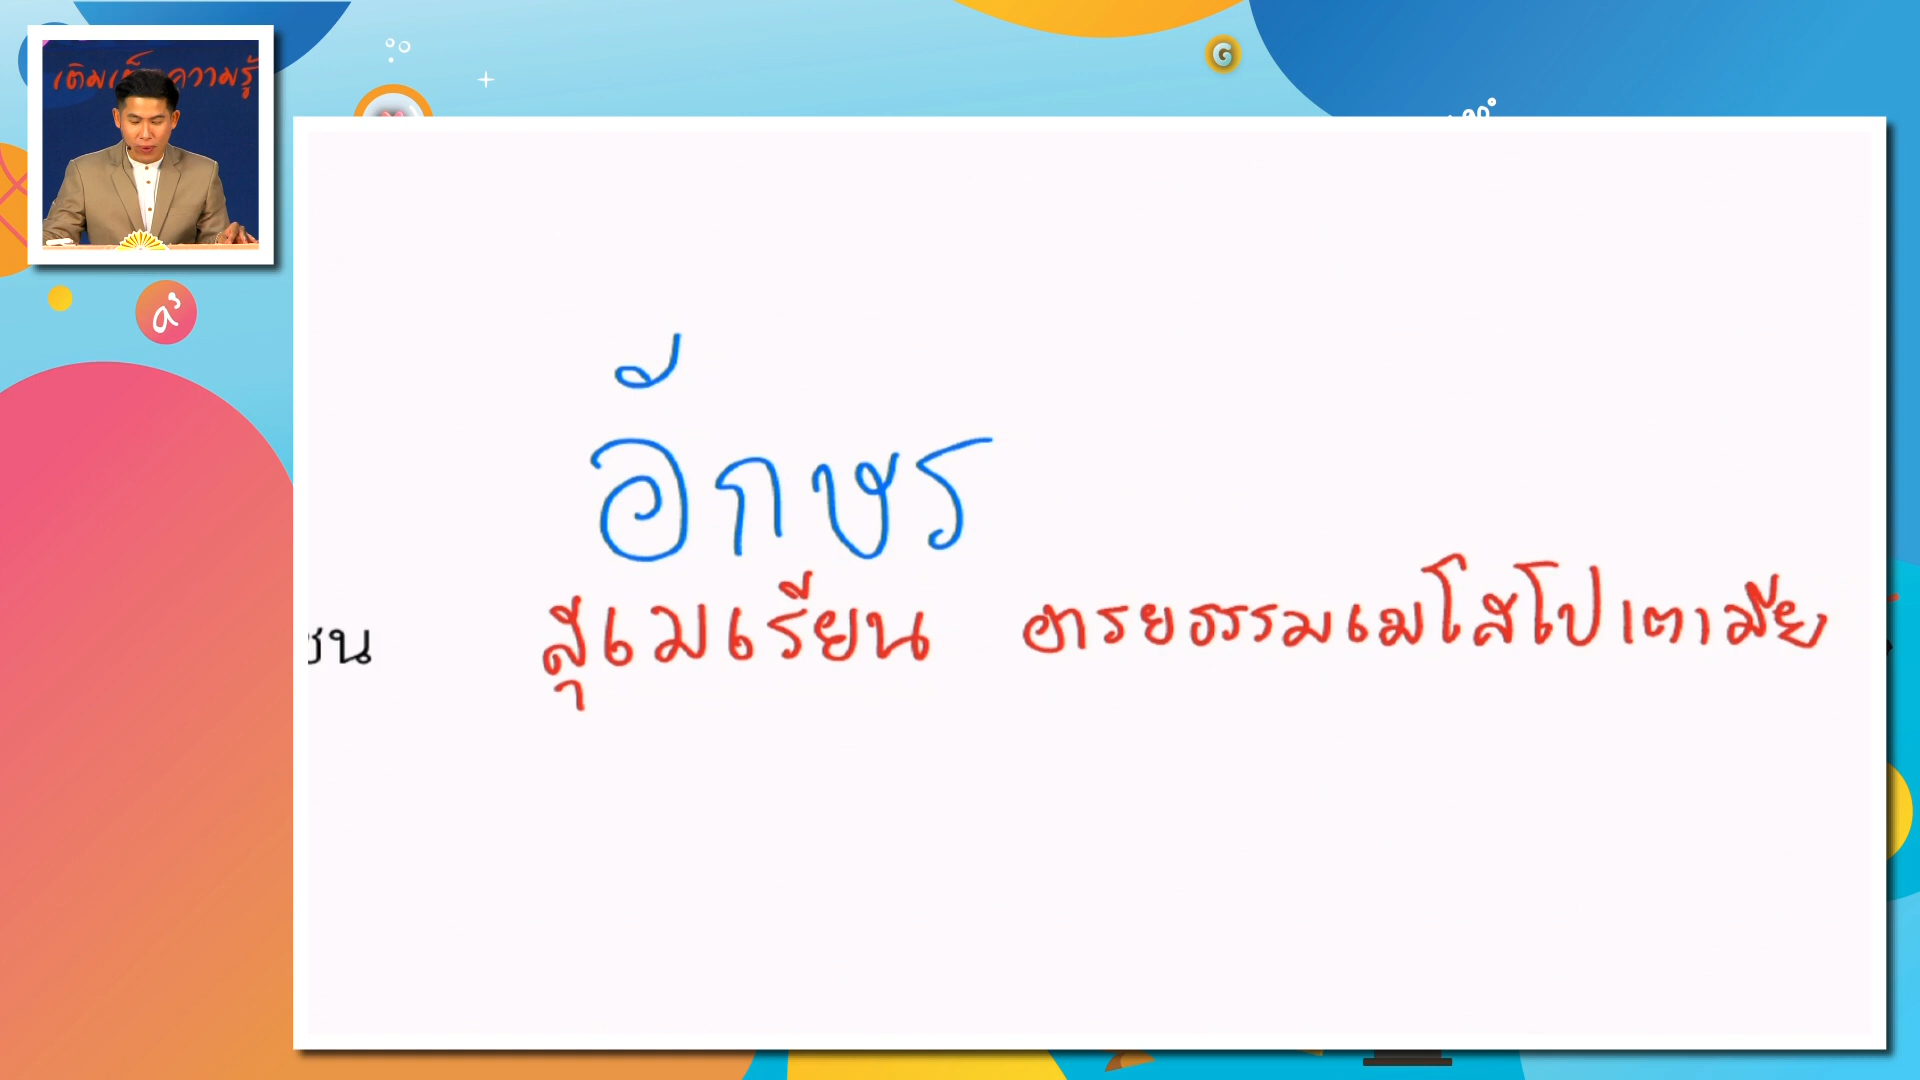 เติมเต็มความรู้
a³
อักษร
ชน สุเมเรียน อารยธรรมเมโสโปเตามัย